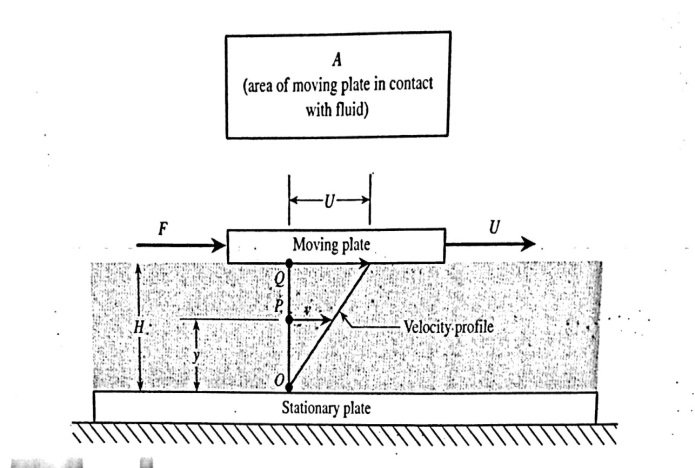 A
(area of moving plate in contact
with fluid)
U
F
U
Moving plate
Q
P
v
H
Velocity profile
y
O
Stationary plate